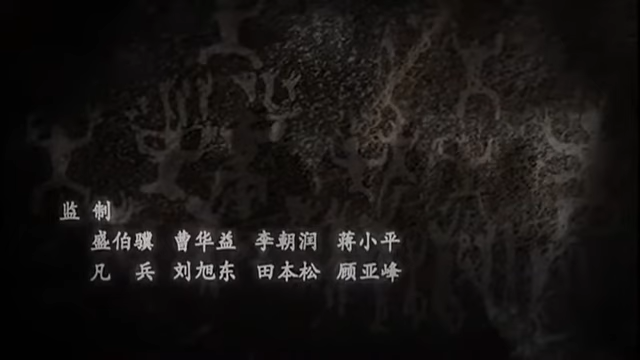 监 制
盛伯骥 曹华益 李朝润 蒋小平
凡 兵 刘旭东 田本松 顾亚峰